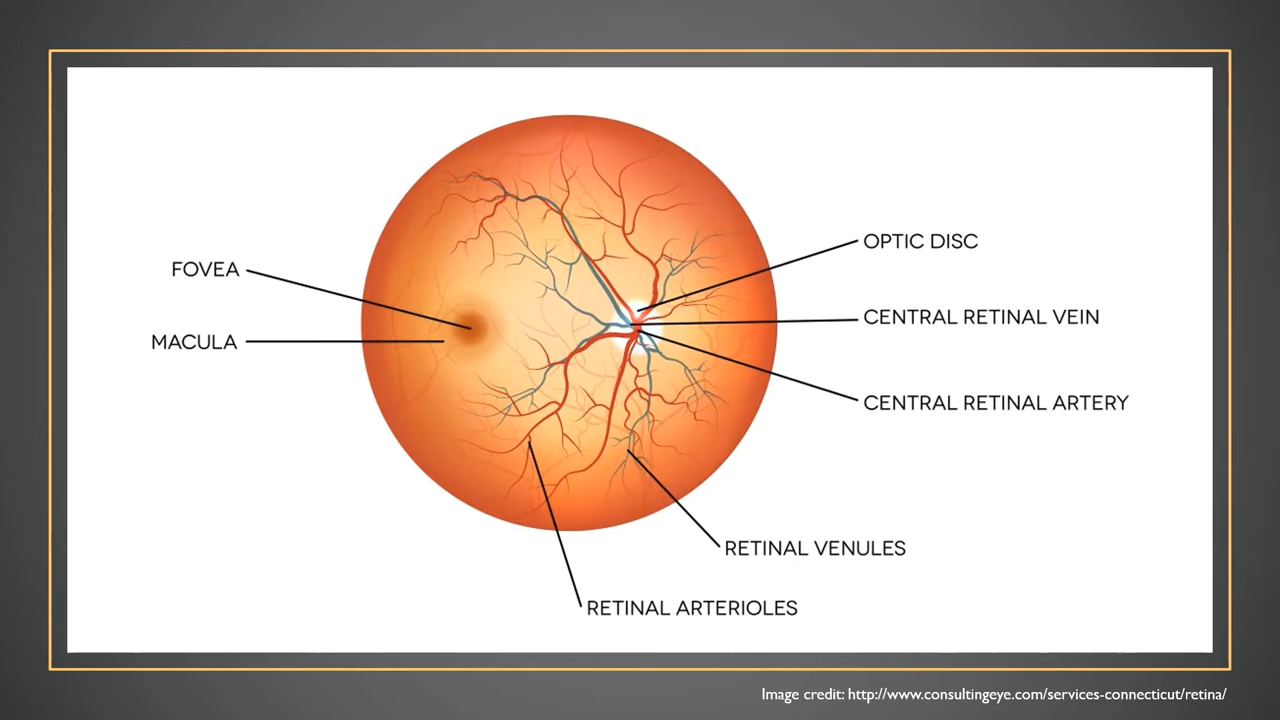 OPTIC DISC
FOVEA
CENTRAL RETINAL VEIN
MACULA
CENTRAL RETINAL ARTERY
RETINAL VENULES
RETINAL ARTERIOLES
Image credit: http://www.consultingeye.com/services-connecticut/retina/